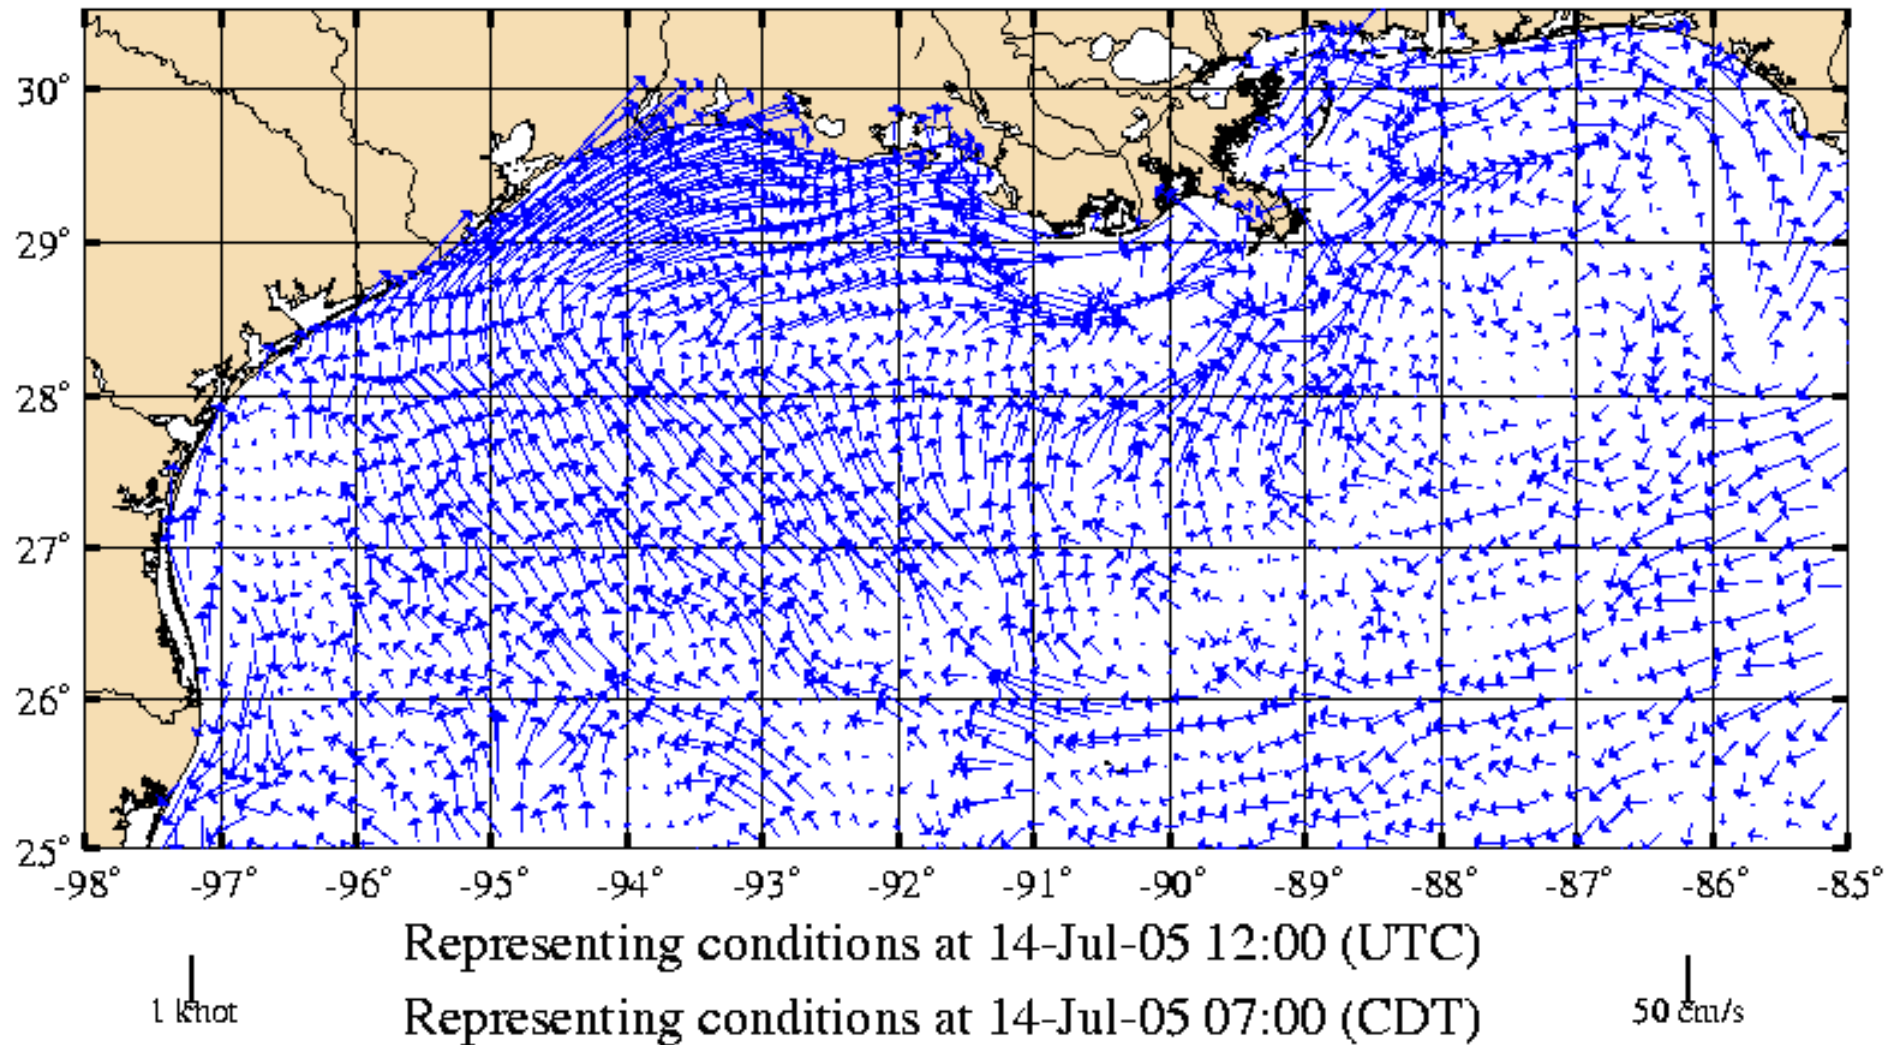 30°
29°
28°
27°
26°
25°
-98° -97° -96° -95° -94° -93° -92° -91° -90° -89° -88° -87° -86° -85°
Representing conditions at 14-Jul-05 12:00 (UTC)
1 knot
50 cm/s
Representing conditions at 14-Jul-05 07:00 (CDT)